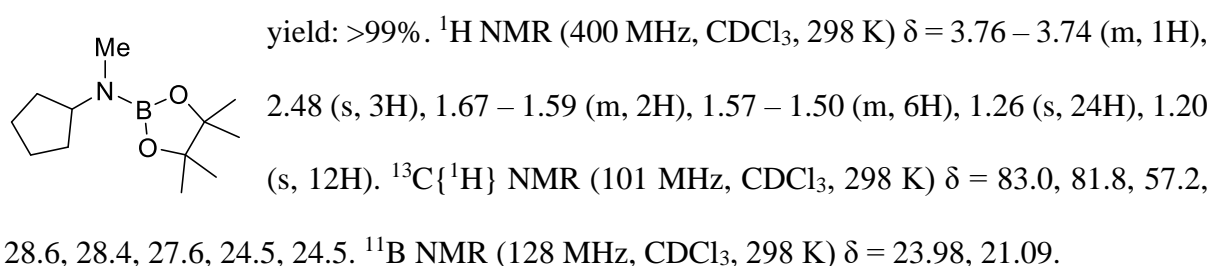 Me
N
B
O
O
yield: >99%. ¹H NMR (400 MHz, CDCl₃, 298 K) δ = 3.76 – 3.74 (m, 1H),
2.48 (s, 3H), 1.67 – 1.59 (m, 2H), 1.57 – 1.50 (m, 6H), 1.26 (s, 24H), 1.20
(s, 12H). ¹³C{¹H} NMR (101 MHz, CDCl₃, 298 K) δ = 83.0, 81.8, 57.2,
28.6, 28.4, 27.6, 24.5, 24.5. ¹¹B NMR (128 MHz, CDCl₃, 298 K) δ = 23.98, 21.09.